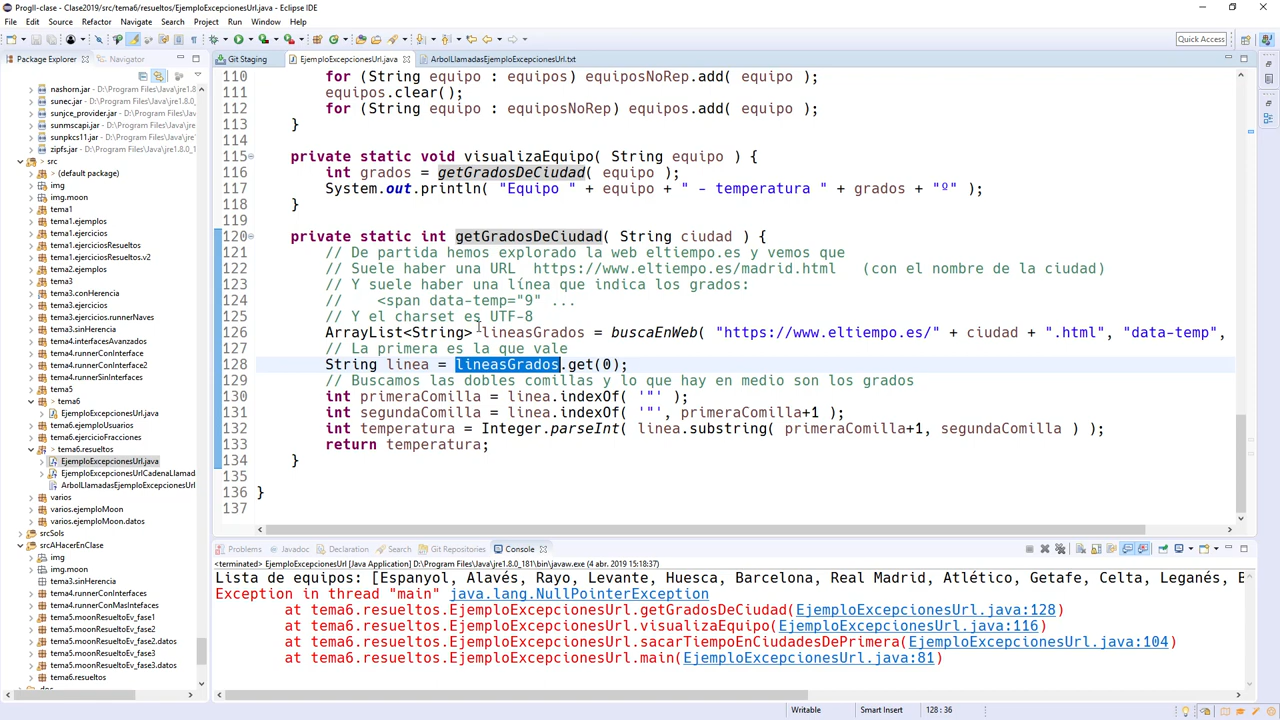 ProgII-clase - Clase2019/src/tema6/resueltos/EjemploExcepcionesUrl.java - Eclipse IDE
File Edit Source Refactor Navigate Search Project Run Window Help
Quick Access
Package Explorer Navigator
nashorn.jar - D:\Program Files\Java\jre1.8.0_
sunec.jar - D:\Program Files\Java\jre1.8.0_18
sunjce_provider.jar - D:\Program Files\Java\
sunmscapi.jar - D:\Program Files\Java\jre1.8
sunpkcs11.jar - D:\Program Files\Java\jre1.8
zipfs.jar - D:\Program Files\Java\jre1.8.0_18
src
(default package)
img
img.moon
tema1
tema1.ejemplos
tema1.ejercicios
tema1.ejerciciosResueltos
tema1.ejerciciosResueltos.v2
tema2.ejemplos
tema3
tema3.conHerencia
tema3.ejercicios
tema3.ejercicios.runnerNaves
tema3.sinHerencia
tema4.interfacesAvanzados
tema4.runnerConInterface
tema4.runnerConInterface2
tema4.runnerSinInterfaces
tema5
tema6
EjemploExcepcionesUrl.java
tema6.ejemploUsuarios
tema6.ejercicioFracciones
tema6.resueltos
EjemploExcepcionesUrl.java
EjemploExcepcionesUrlCadenaLlamad
ArbolLlamadasEjemploExcepcionesUrl
varios
varios.ejemploMoon
varios.ejemploMoon.datos
srcSols
srcAHacerEnClase
img
img.moon
tema3.sinHerencia
tema4.runnerConInterfaces
tema4.runnerConMasInterfaces
tema5.moonResueltoEv_fase1
tema5.moonResueltoEv_fase2
tema5.moonResueltoEv_fase2.datos
tema5.moonResueltoEv_fase3
tema5.moonResueltoEv_fase3.datos
tema6.resueltos
Git Staging EjemploExcepcionesUrl.java ArbolLlamadasEjemploExcepcionesUrl.txt
110 for (String equipo : equipos) equiposNoRep.add( equipo );
111 equipos.clear();
112 for (String equipo : equiposNoRep) equipos.add( equipo );
113 }
114
115 private static void visualizaEquipo( String equipo ) {
116 int grados = getGradosDeCiudad( equipo );
117 System.out.println( "Equipo " + equipo + " - temperatura " + grados + "º" );
118 }
119
120 private static int getGradosDeCiudad( String ciudad ) {
121 // De partida hemos explorado la web eltiempo.es y vemos que
122 // Suele haber una URL https://www.eltiempo.es/madrid.html (con el nombre de la ciudad)
123 // Y suele haber una línea que indica los grados:
124 // <span data-temp="9" ...
125 // Y el charset es UTF-8
126 ArrayList<String> lineasGrados = buscaEnWeb( "https://www.eltiempo.es/" + ciudad + ".html", "data-temp",
127 // La primera es la que vale
128 String linea = lineasGrados.get(0);
129 // Buscamos las dobles comillas y lo que hay en medio son los grados
130 int primeraComilla = linea.indexOf( '"' );
131 int segundaComilla = linea.indexOf( '"', primeraComilla+1 );
132 int temperatura = Integer.parseInt( linea.substring( primeraComilla+1, segundaComilla ) );
133 return temperatura;
134 }
135
136 }
137
Problems Javadoc Declaration Search Git Repositories Console
<terminated> EjemploExcepcionesUrl [Java Application] D:\Program Files\Java\jre1.8.0_181\bin\javaw.exe (4 abr. 2019 15:18:37)
Lista de equipos: [Espanyol, Alavés, Rayo, Levante, Huesca, Barcelona, Real Madrid, Atlético, Getafe, Celta, Leganés, B
Exception in thread "main" java.lang.NullPointerException
at tema6.resueltos.EjemploExcepcionesUrl.getGradosDeCiudad(EjemploExcepcionesUrl.java:128)
at tema6.resueltos.EjemploExcepcionesUrl.visualizaEquipo(EjemploExcepcionesUrl.java:116)
at tema6.resueltos.EjemploExcepcionesUrl.sacarTiempoEnCiudadesDePrimera(EjemploExcepcionesUrl.java:104)
at tema6.resueltos.EjemploExcepcionesUrl.main(EjemploExcepcionesUrl.java:81)
Writable Smart Insert 128 : 36